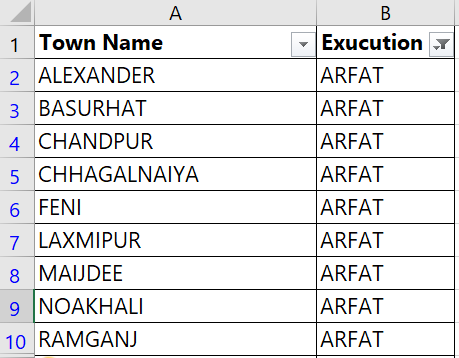 A B
1 Town Name Exucution
2 ALEXANDER ARFAT
3 BASURHAT ARFAT
4 CHANDPUR ARFAT
5 CHHAGALNAIYA ARFAT
6 FENI ARFAT
7 LAXMIPUR ARFAT
8 MAIJDEE ARFAT
9 NOAKHALI ARFAT
10 RAMGANJ ARFAT